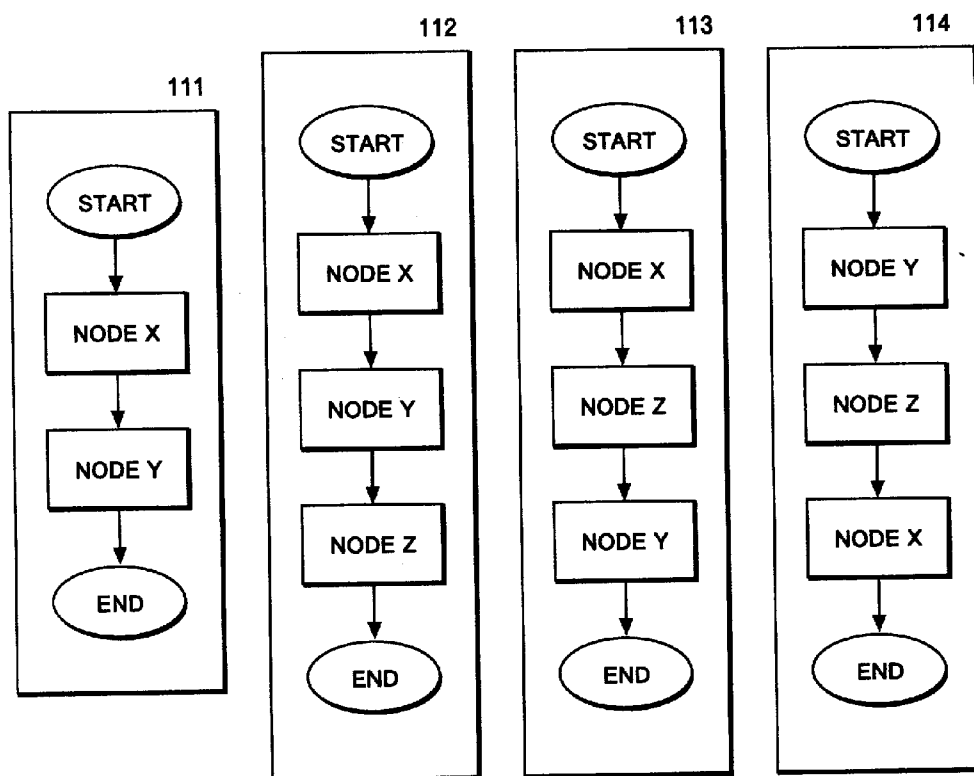 111
START
NODE X
NODE Y
END
112
START
NODE X
NODE Y
NODE Z
END
113
START
NODE X
NODE Z
NODE Y
END
114
START
NODE Y
NODE Z
NODE X
END